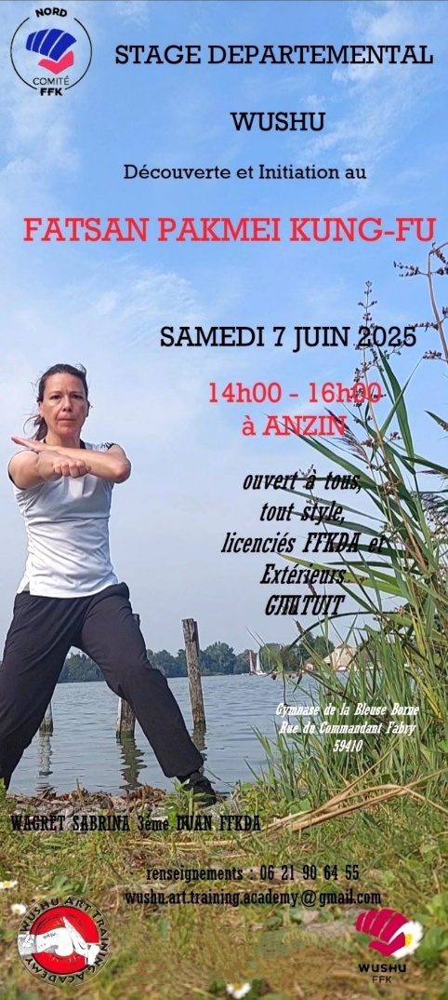 NORD
COMITÉ
FFK
STAGE DEPARTEMENTAL
WUSHU
Découverte et Initiation au
FATSAN PAKMEI KUNG-FU
SAMEDI 7 JUIN 2025
14h00 - 16h00
à ANZIN
ouvert à tous,
tout style,
licenciés FFKDA et
Extérieurs
GRATUIT
Gymnase de la Bleuse Borne
Rue du Commandant Fabry
59410
WAGRET SABRINA 3éme DUAN FFKDA
renseignements : 06 21 90 64 55
wushu.art.training.academy@gmail.com
WUSHU ART TRAINING ACADEMY
WUSHU
FFK